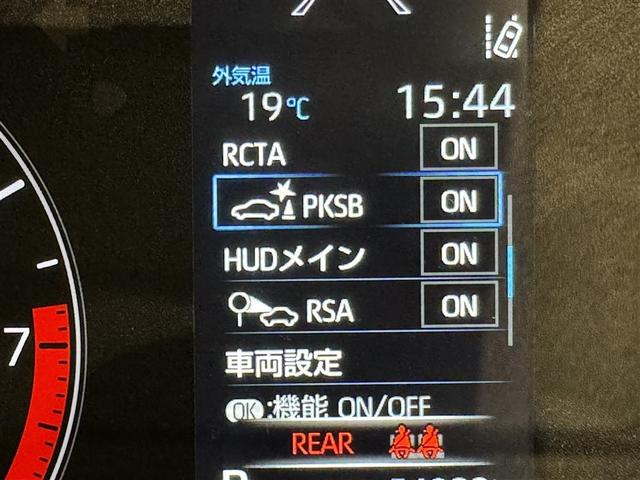 外気温
19℃ 15:44
RCTA ON
PKSB ON
HUDメイン ON
RSA ON
車両設定
OK:機能 ON/OFF
REAR
7